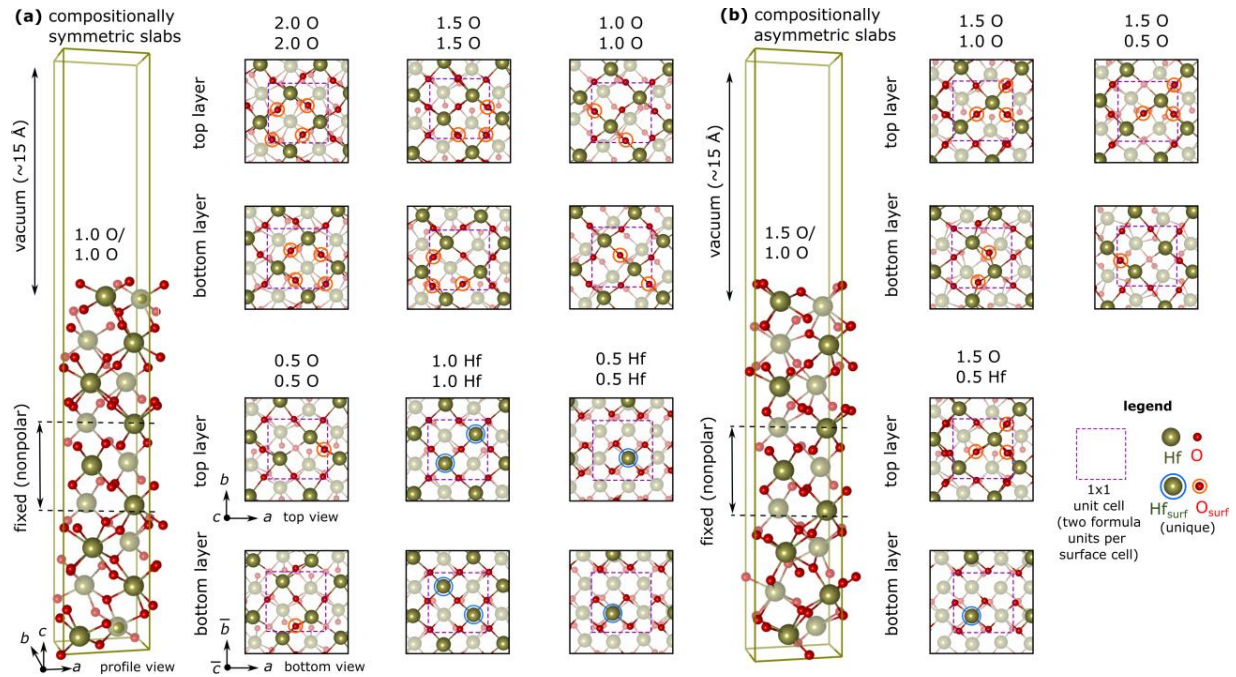 (a) compositionally
symmetric slabs
vacuum (~15 Å)
1.0 O/
1.0 O
fixed (nonpolar)
b c a profile view
2.0 O
2.0 O
1.5 O
1.5 O
1.0 O
1.0 O
top layer
bottom layer
0.5 O
0.5 O
1.0 Hf
1.0 Hf
0.5 Hf
0.5 Hf
top layer
b
c a top view
bottom layer
b̅
c̅ a bottom view
(b) compositionally
asymmetric slabs
vacuum (~15 Å)
1.5 O/
1.0 O
fixed (nonpolar)
1.5 O
1.0 O
1.5 O
0.5 O
top layer
bottom layer
1.5 O
0.5 Hf
top layer
bottom layer
legend
Hf O
1x1
unit cell
(two formula
units per
surface cell)
Hfsurf Osurf
(unique)